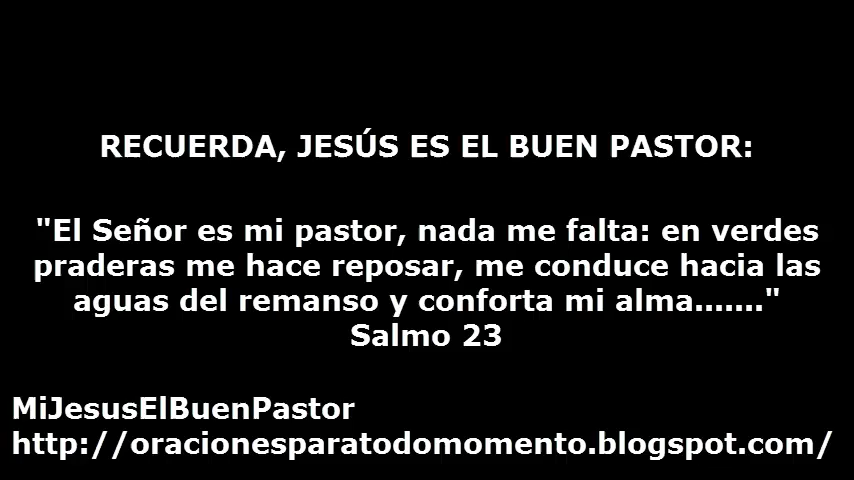 RECUERDA, JESÚS ES EL BUEN PASTOR:
"El Señor es mi pastor, nada me falta: en verdes
praderas me hace reposar, me conduce hacia las
aguas del remanso y conforta mi alma......."
Salmo 23
MiJesusElBuenPastor
http://oracionesparatodomomento.blogspot.com/